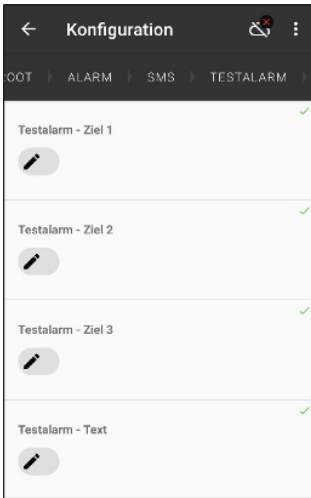 Konfiguration
OOT ALARM SMS TESTALARM
Testalarm - Ziel 1
Testalarm - Ziel 2
Testalarm - Ziel 3
Testalarm - Text